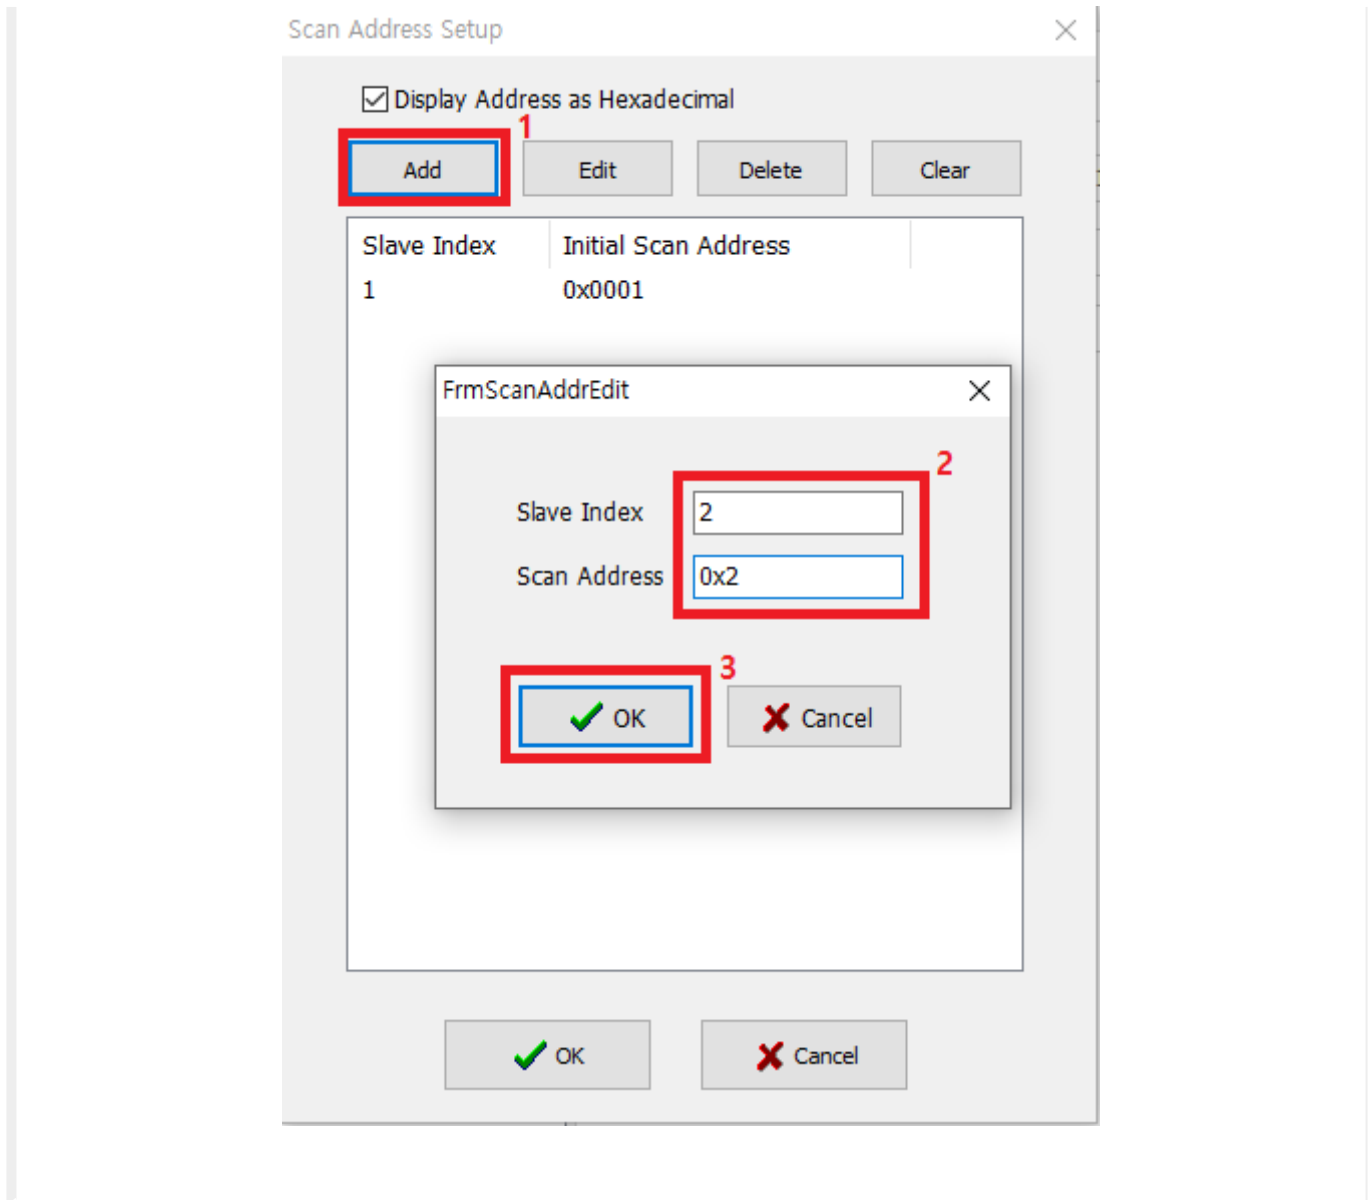 Scan Address Setup
Display Address as Hexadecimal
1
Add Edit Delete Clear
Slave Index Initial Scan Address
1 0x0001
FrmScanAddrEdit
2
Slave Index 2
Scan Address 0x2
3
OK Cancel
OK Cancel